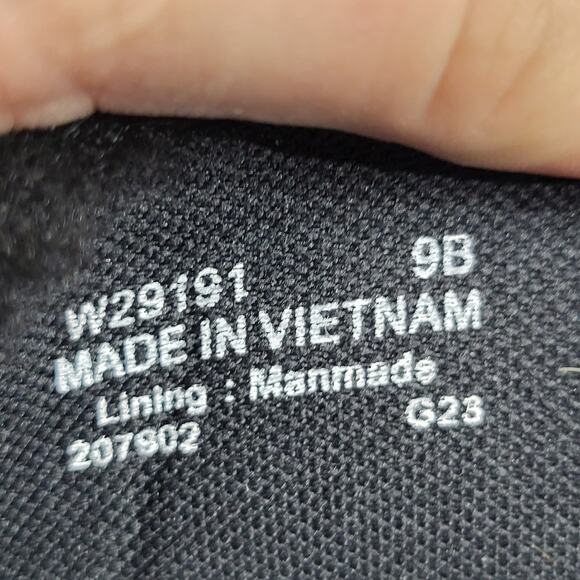 W29191 9B
MADE IN VIETNAM
Lining : Manmade
207802 G23